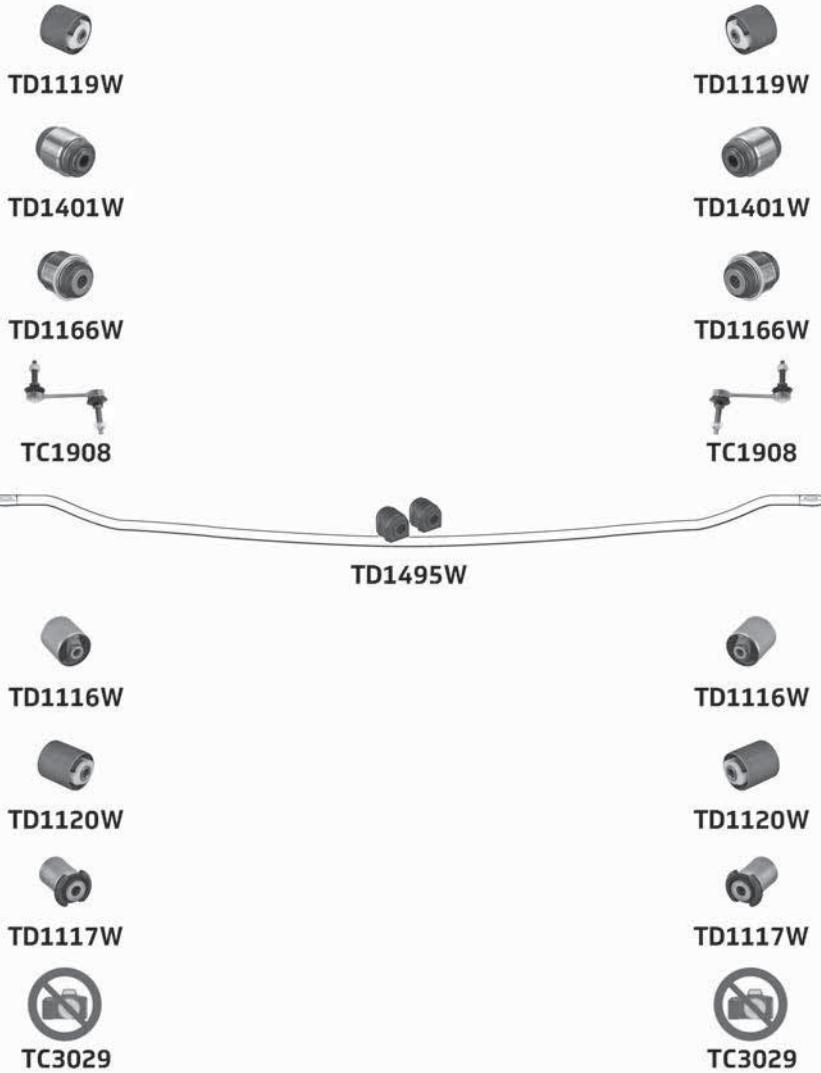 TD1119W TD1119W
TD1401W TD1401W
TD1166W TD1166W
TC1908 TC1908
TD1495W
TD1116W TD1116W
TD1120W TD1120W
TD1117W TD1117W
TC3029 TC3029